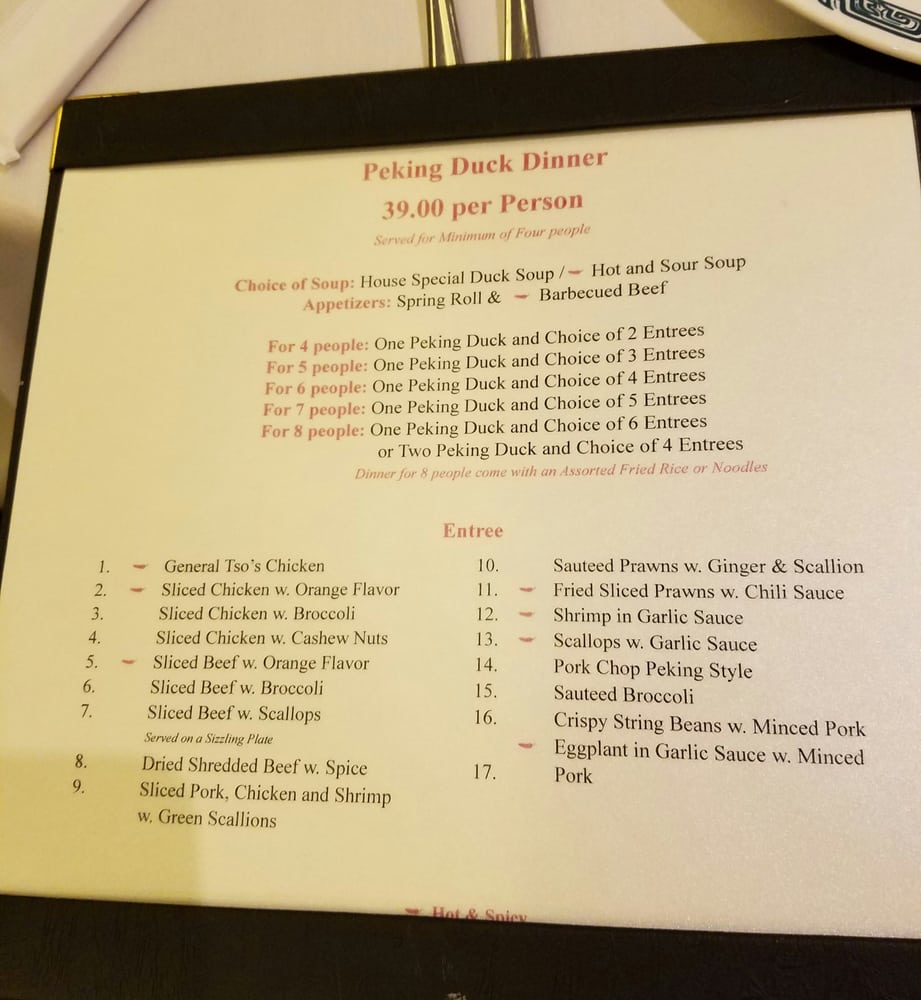 Peking Duck Dinner
39.00 per Person
Served for Minimum of Four people
Choice of Soup: House Special Duck Soup / Hot and Sour Soup
Appetizers: Spring Roll & Barbecued Beef
For 4 people: One Peking Duck and Choice of 2 Entrees
For 5 people: One Peking Duck and Choice of 3 Entrees
For 6 people: One Peking Duck and Choice of 4 Entrees
For 7 people: One Peking Duck and Choice of 5 Entrees
For 8 people: One Peking Duck and Choice of 6 Entrees
or Two Peking Duck and Choice of 4 Entrees
Dinner for 8 people come with an Assorted Fried Rice or Noodles
Entree
1. General Tso's Chicken
2. Sliced Chicken w. Orange Flavor
3. Sliced Chicken w. Broccoli
4. Sliced Chicken w. Cashew Nuts
5. Sliced Beef w. Orange Flavor
6. Sliced Beef w. Broccoli
7. Sliced Beef w. Scallops
Served on a Sizzling Plate
8. Dried Shredded Beef w. Spice
9. Sliced Pork, Chicken and Shrimp
w. Green Scallions
10. Sauteed Prawns w. Ginger & Scallion
11. Fried Sliced Prawns w. Chili Sauce
12. Shrimp in Garlic Sauce
13. Scallops w. Garlic Sauce
14. Pork Chop Peking Style
15. Sauteed Broccoli
16. Crispy String Beans w. Minced Pork
Eggplant in Garlic Sauce w. Minced
17. Pork
Hot & Spicy